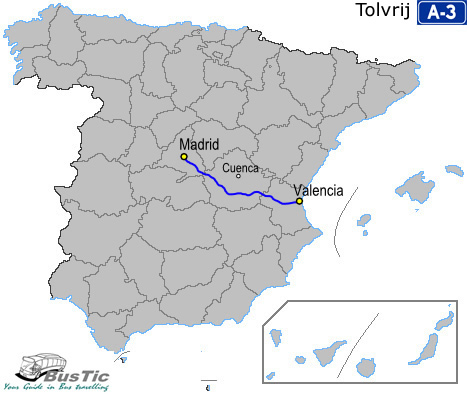 Tolvrij A-3
Madrid
Cuenca
Valencia
BusTic
Your Guide in Bus travelling